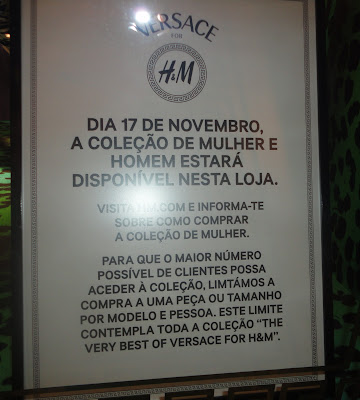 VERSACE
FOR
H&M
DIA 17 DE NOVEMBRO,
A COLEÇÃO DE MULHER E
HOMEM ESTARÁ
DISPONÍVEL NESTA LOJA.
VISITA HM.COM E INFORMA-TE
SOBRE COMO COMPRAR
A COLEÇÃO DE MULHER.
PARA QUE O MAIOR NÚMERO
POSSÍVEL DE CLIENTES POSSA
ACEDER À COLEÇÃO, LIMTÁMOS A
COMPRA A UMA PEÇA OU TAMANHO
POR MODELO E PESSOA. ESTE LIMITE
CONTEMPLA TODA A COLEÇÃO “THE
VERY BEST OF VERSACE FOR H&M”.